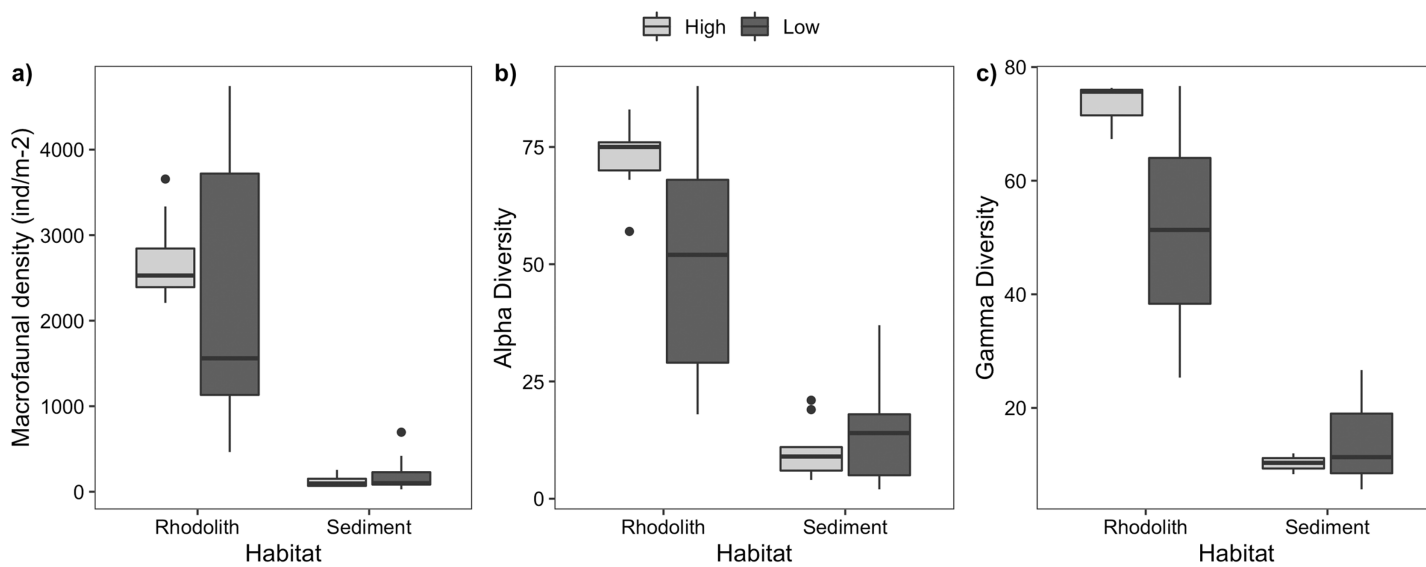 High Low
a)
Macrofaunal density (ind/m-2)
4000
3000
2000
1000
0
Rhodolith Sediment
Habitat
b)
Alpha Diversity
75
50
25
0
Rhodolith Sediment
Habitat
c)
Gamma Diversity
80
60
40
20
Rhodolith Sediment
Habitat